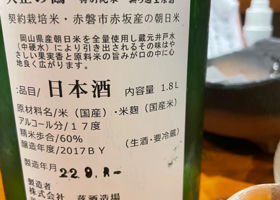 契約栽培米・赤磐市赤坂産の朝日米
岡山県産朝日米を全量使用し蔵元井戸水
(中硬水)により引き出されるその味はや
さしい果実香と原料米の旨みが口の中に心
地良く広がります。
品目/ 日本酒 内容量 1.8L
原材料名/米(国産)・米麹(国産米)
アルコール分/17度
精米歩合/60% (生酒・要冷蔵)
醸造年度/2017BY
製造年月 22.9.R-
製造者
株式会社 落酒造場